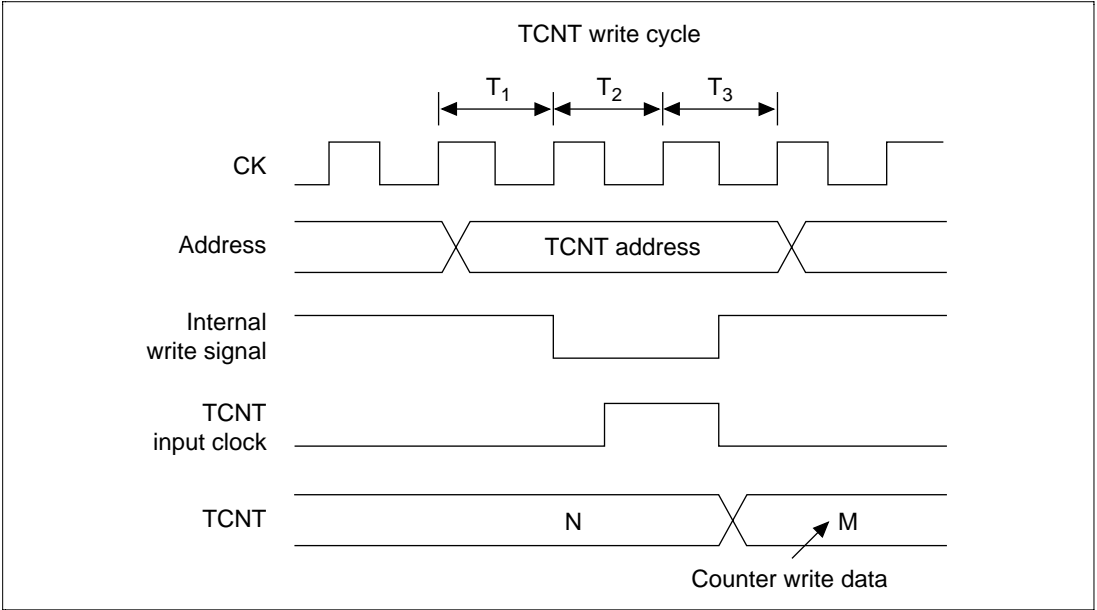 TCNT write cycle
T1 T2 T3
CK
Address
TCNT address
Internal
write signal
TCNT
input clock
TCNT
N
M
Counter write data